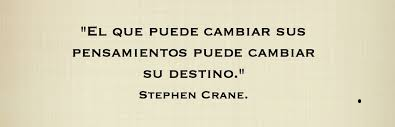 "El que puede cambiar sus
pensamientos puede cambiar
su destino."
Stephen Crane.